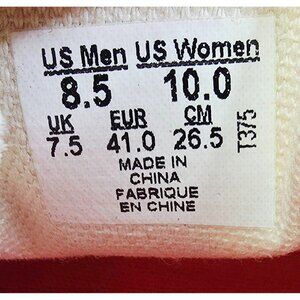 US Men US Women
8.5 10.0
UK EUR CM
7.5 41.0 26.5
MADE IN
CHINA
FABRIQUE
EN CHINE
T375